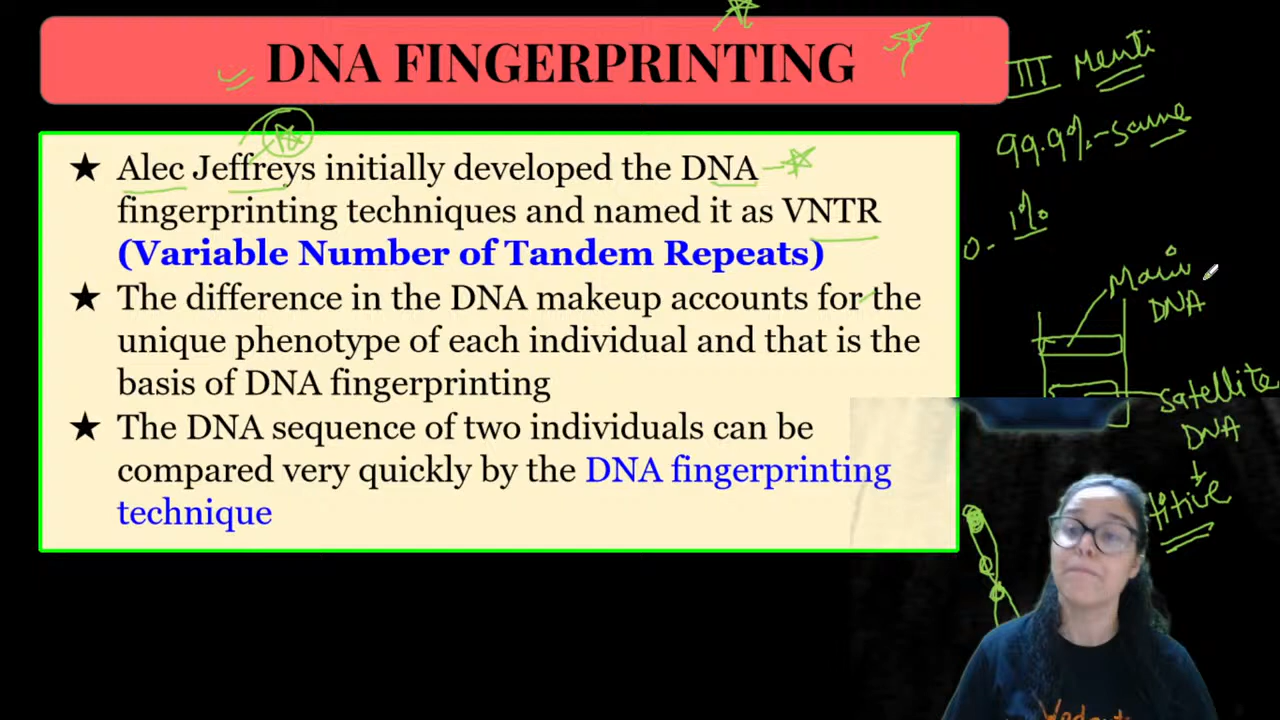 DNA FINGERPRINTING
★ Alec Jeffreys initially developed the DNA
fingerprinting techniques and named it as VNTR
(Variable Number of Tandem Repeats)
★ The difference in the DNA makeup accounts for the
unique phenotype of each individual and that is the
basis of DNA fingerprinting
★ The DNA sequence of two individuals can be
compared very quickly by the DNA fingerprinting
technique
III
99.9% - same
0. 1%
Main
DNA
Satellite
DNA
titive